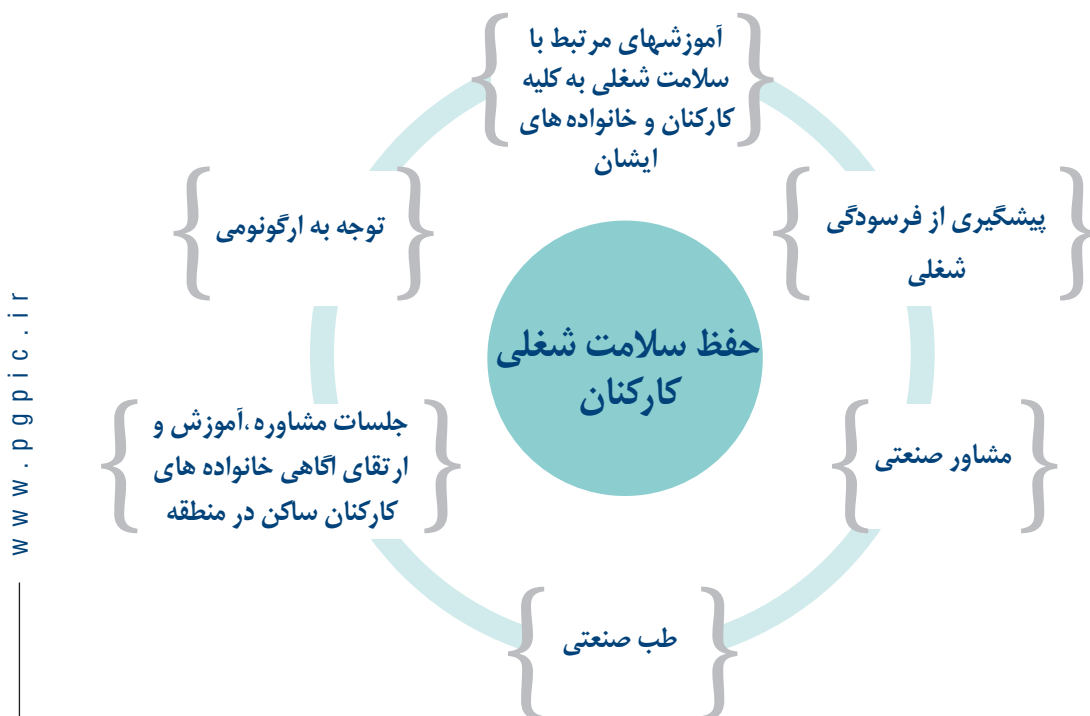 آموزشهای مرتبط با
سلامت شغلی به کلیه
کارکنان و خانواده های
ایشان
پیشگیری از فرسودگی
شغلی
توجه به ارگونومی
حفظ سلامت شغلی
کارکنان
مشاور صنعتی
جلسات مشاوره ،آموزش و
ارتقای اگاهی خانواده های
کارکنان ساکن در منطقه
طب صنعتی
www.pgpic.ir